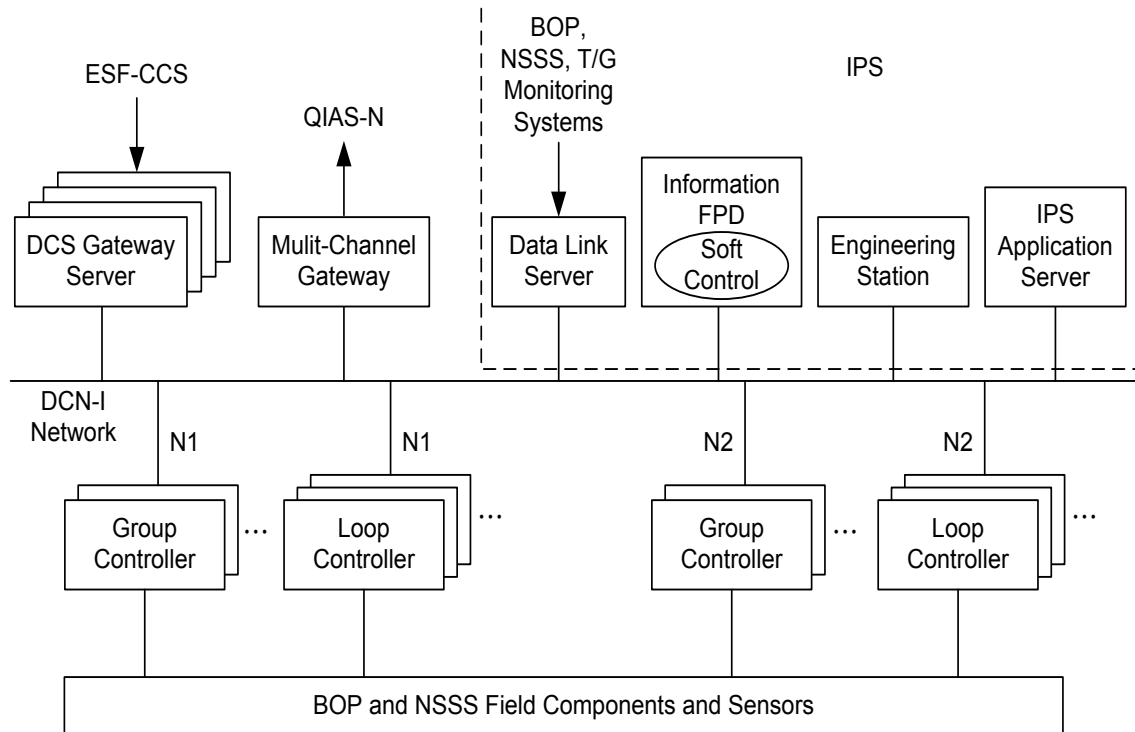 BOP,
NSSS, T/G
Monitoring
Systems
IPS
ESF-CCS
QIAS-N
DCS Gateway
Server
Mulit-Channel
Gateway
Data Link
Server
Information
FPD
Soft
Control
Engineering
Station
IPS
Application
Server
DCN-I
Network
N1
N1
N2
N2
Group
Controller
...
Loop
Controller
...
Group
Controller
...
Loop
Controller
...
BOP and NSSS Field Components and Sensors